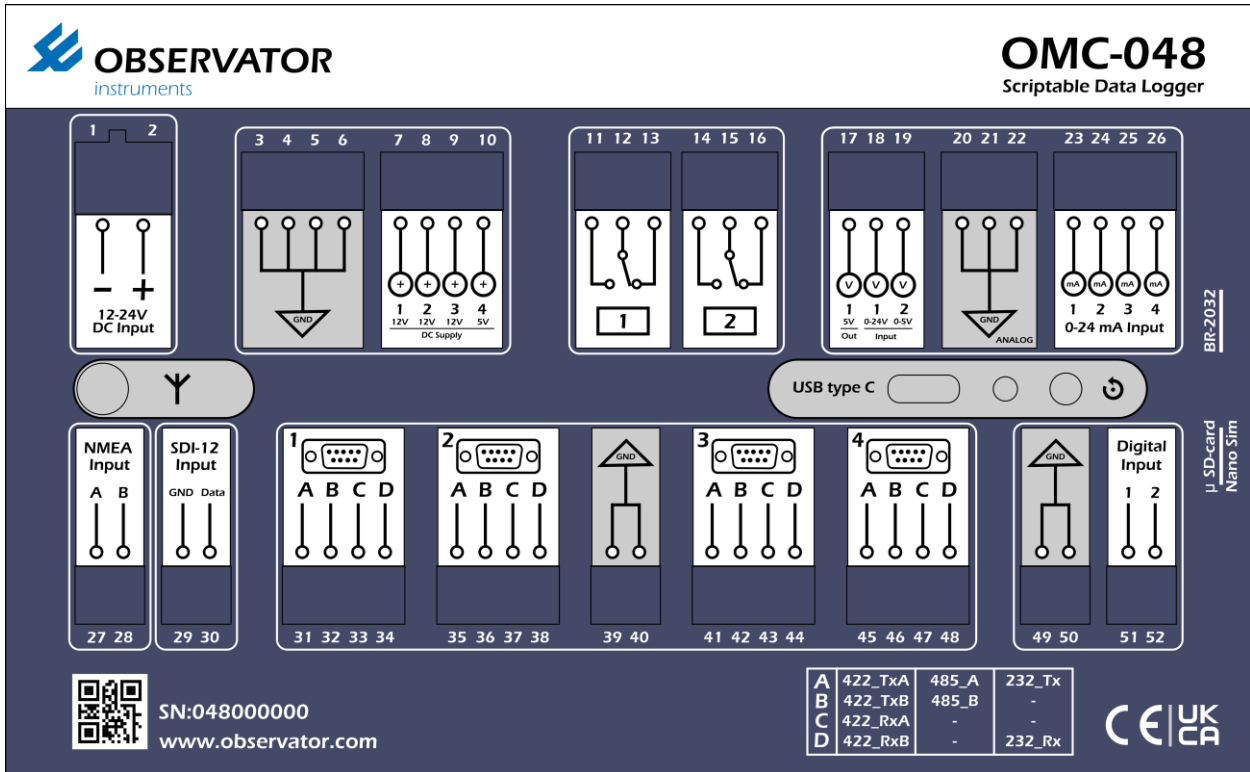 OBSERVATOR
instruments
OMC-048
Scriptable Data Logger
1 2
3 4 5 6
7 8 9 10
11 12 13
14 15 16
17 18 19
20 21 22
23 24 25 26
− +
12-24V
DC Input
GND
+ + + +
1 2 3 4
12V 12V 12V 5V
DC Supply
1
2
V V V
1 1 2
5V 0-24V 0-5V
Out Input
GND
ANALOG
mA mA mA mA
1 2 3 4
0-24 mA Input
BR-2032
USB type C
µ SD-card
Nano Sim
NMEA
Input
A B
SDI-12
Input
GND Data
1
A B C D
2
A B C D
GND
3
A B C D
4
A B C D
GND
Digital
Input
1 2
27 28
29 30
31 32 33 34
35 36 37 38
39 40
41 42 43 44
45 46 47 48
49 50
51 52
SN:048000000
www.observator.com
A 422_TxA 485_A 232_Tx
B 422_TxB 485_B -
C 422_RxA - -
D 422_RxB - 232_Rx
CE UK
CA